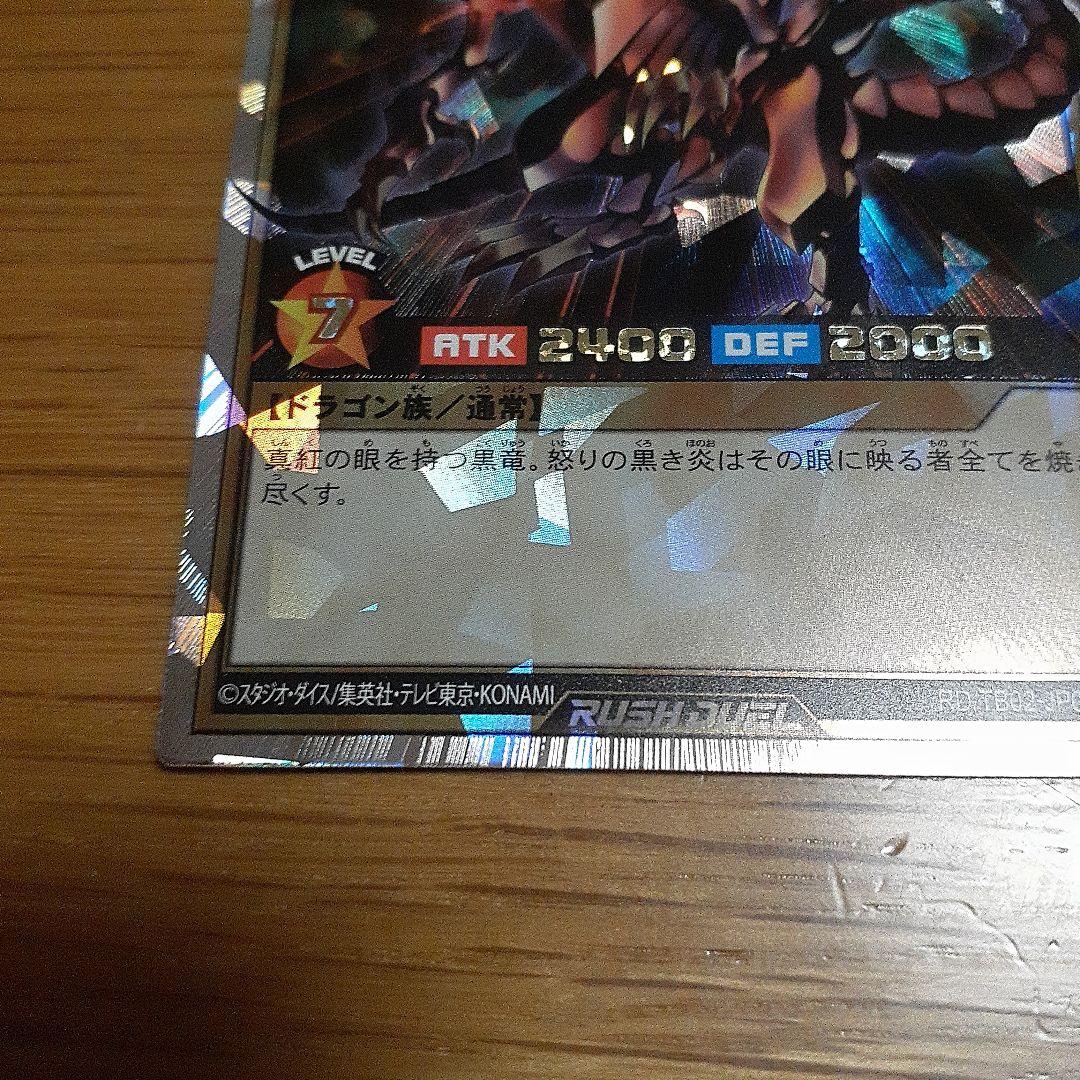 LEVEL
7
ATK 2400 DEF 2000
【ドラゴン族／通常】
真紅の眼を持つ黒竜。怒りの黒き炎はその眼に映る者全てを焼
尽くす。
©スタジオ・ダイス/集英社・テレビ東京・KONAMI
RUSH DUEL
RD/TB02-JP0